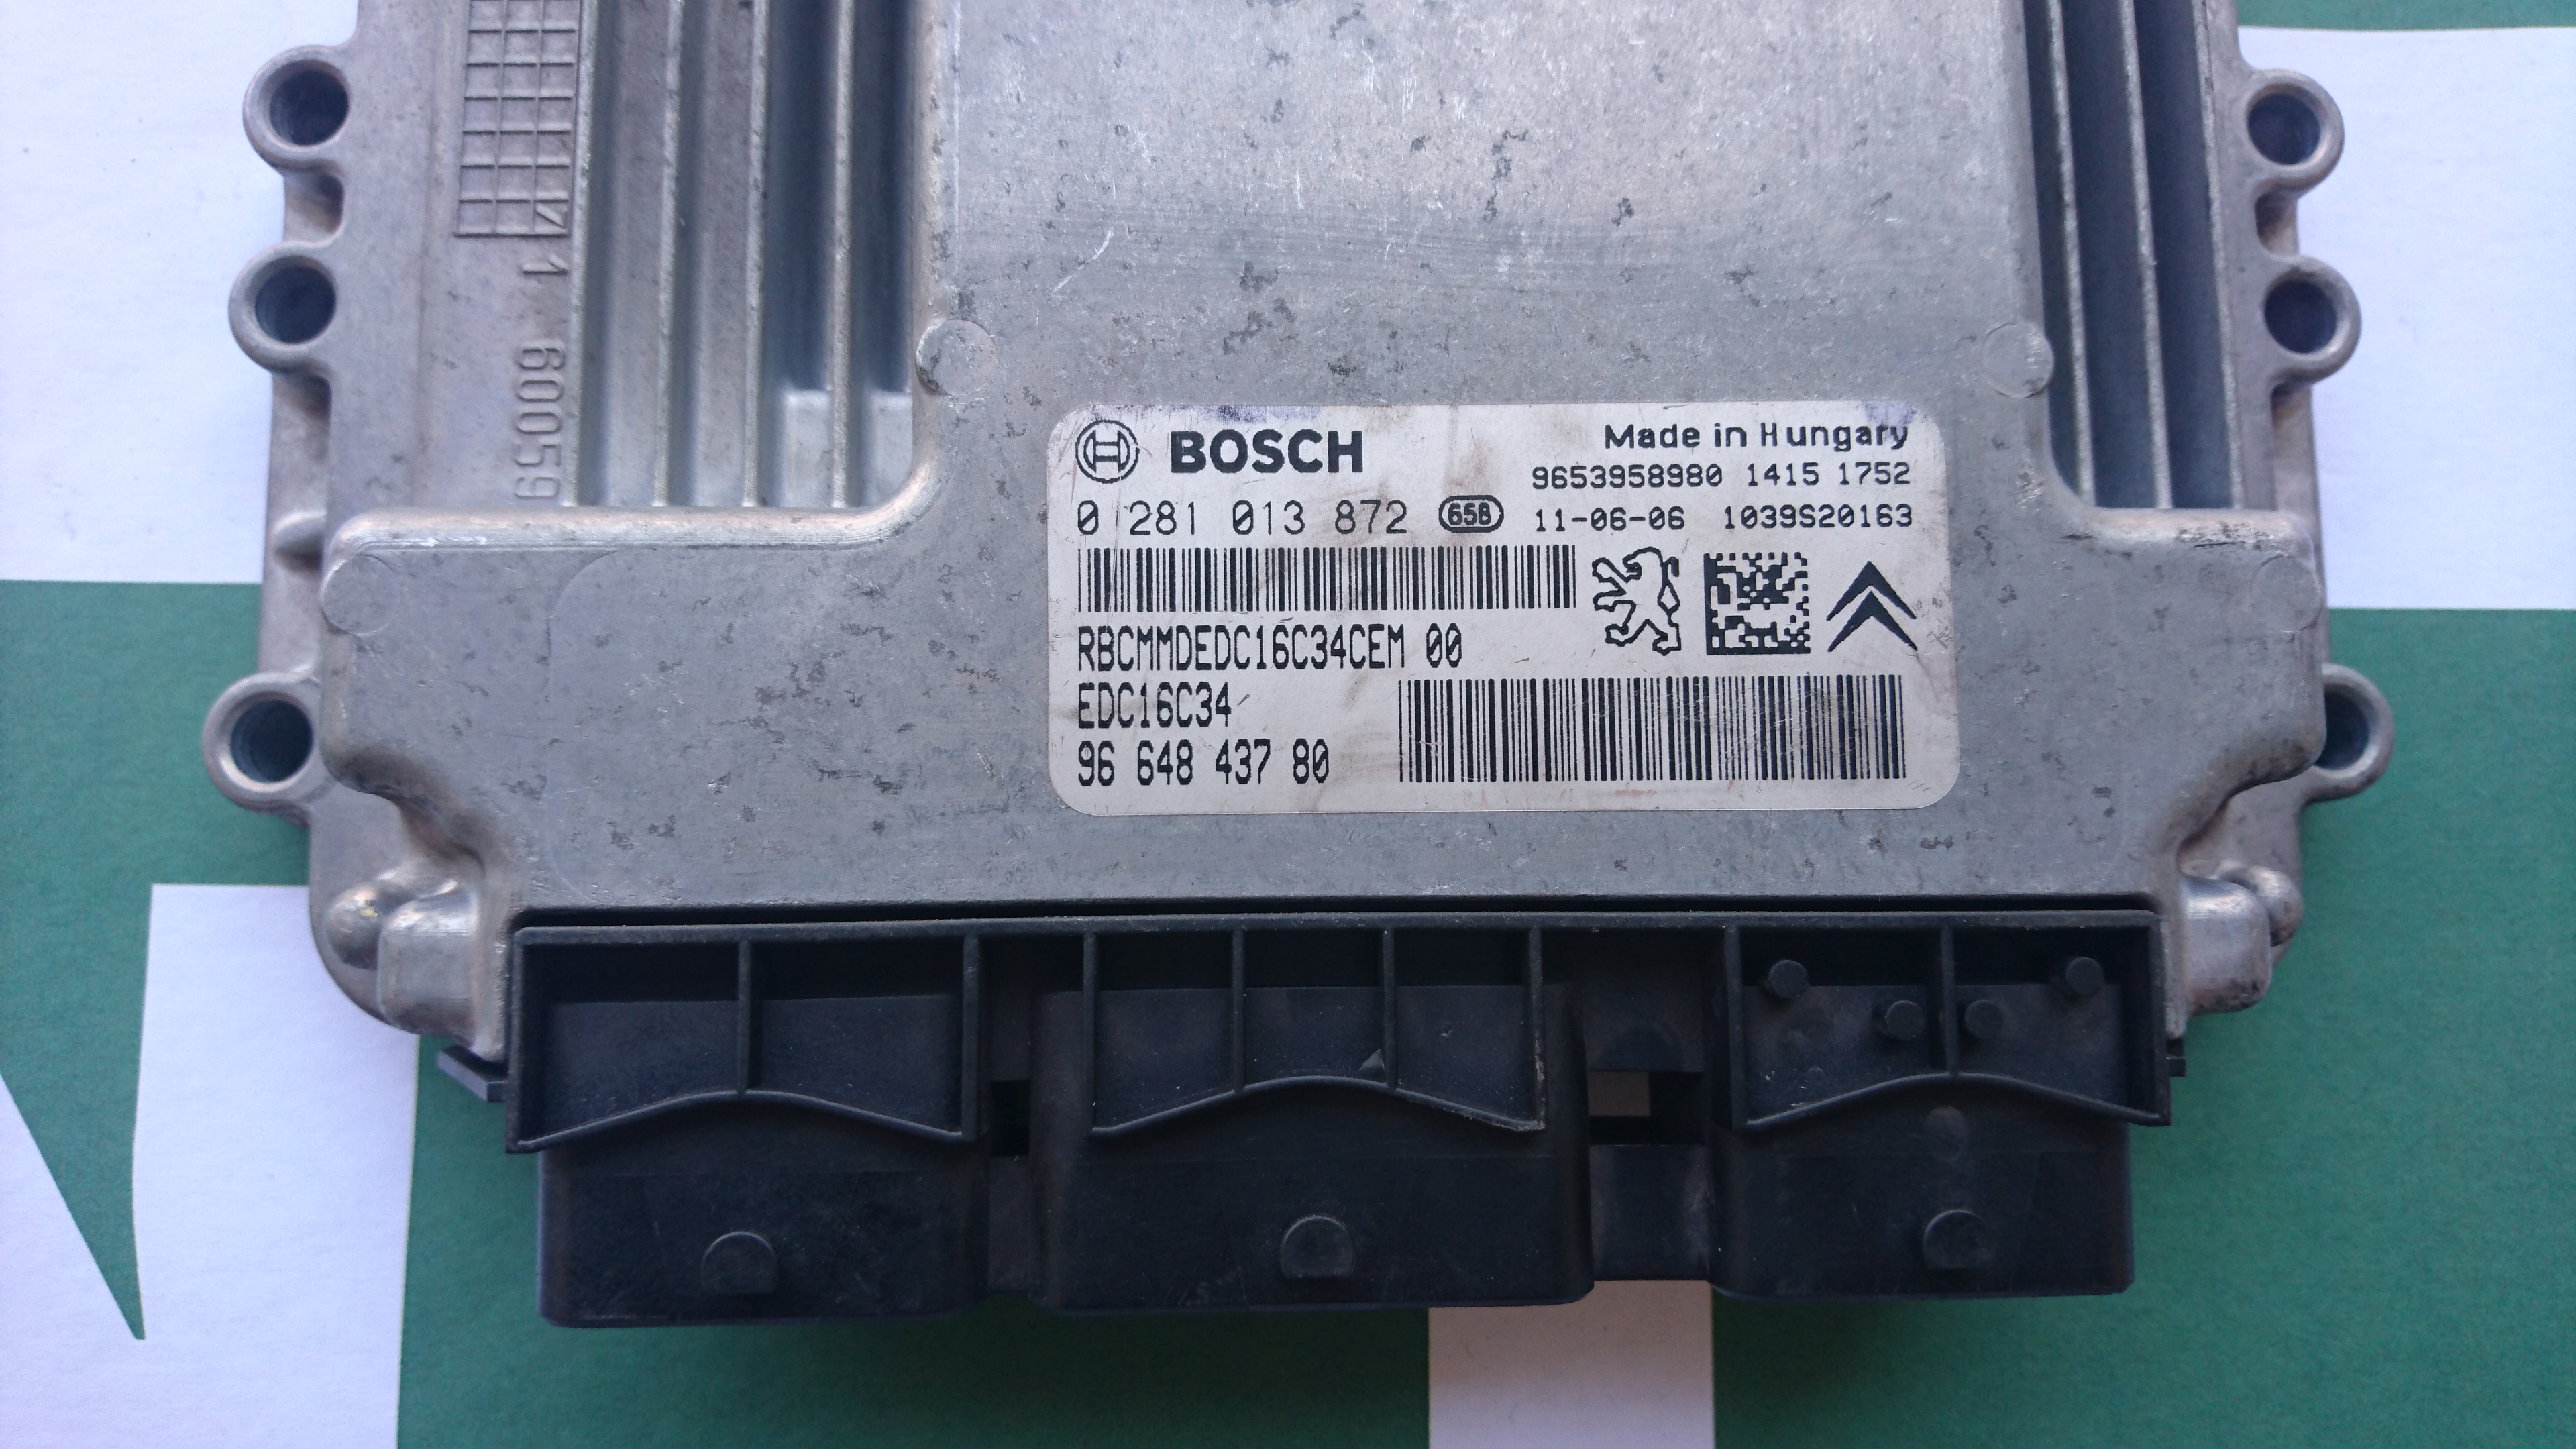 BOSCH
Made in Hungary
9653958980 1415 1752
0 281 013 872 658 11-06-06 1039S20163
RBCMMDEDC16C34CEM 00
EDC16C34
96 648 437 80
1 60059